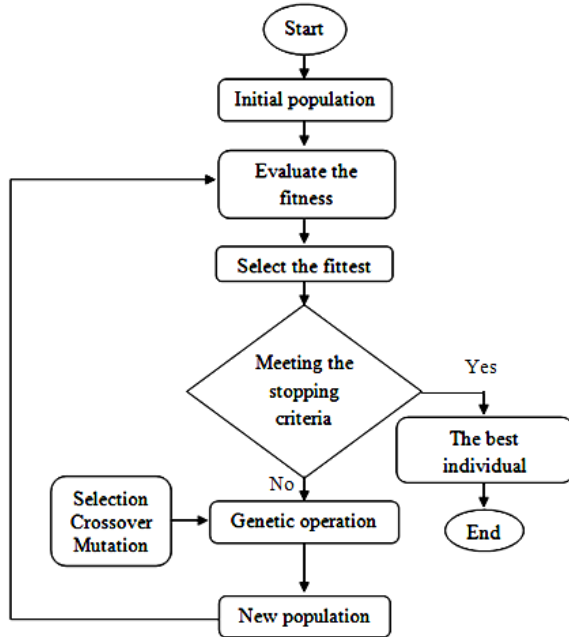 Start
Initial population
Evaluate the
fitness
Select the fittest
Meeting the
stopping
criteria
Yes
The best
individual
No
Selection
Crossover
Mutation
Genetic operation
End
New population